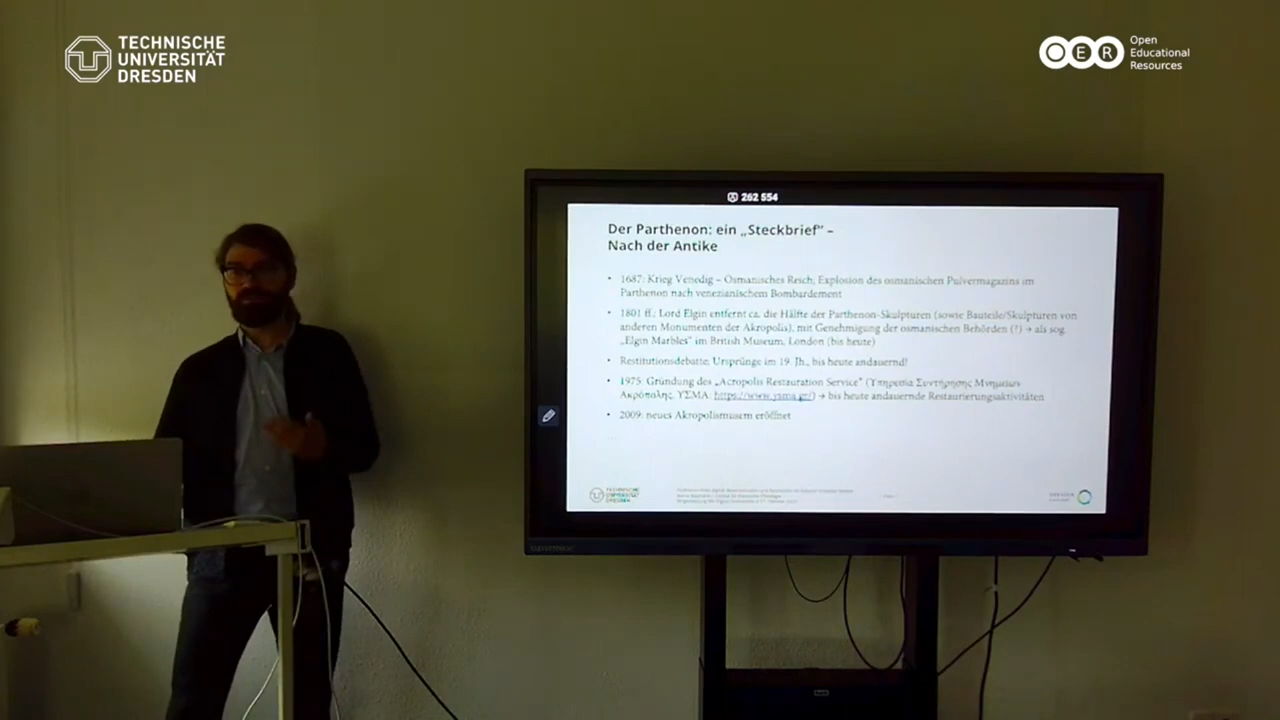 TECHNISCHE
UNIVERSITÄT
DRESDEN
OER
Open
Educational
Resources
262 554
Der Parthenon: ein „Steckbrief“ –
Nach der Antike
• 1687: Krieg Venedig – Osmanisches Reich, Explosion des osmanischen Pulvermagazins im
Parthenon nach venezianischem Bombardement
• 1801 ff.: Lord Elgin entfernt ca. die Hälfte der Parthenon-Skulpturen (sowie Bauteile/Skulpturen von
anderen Monumenten der Akropolis), mit Genehmigung der osmanischen Behörden (?) → als sog.
„Elgin Marbles“ im British Museum, London (bis heute)
• Restitutionsdebatte: Ursprünge im 19. Jh., bis heute andauernd!
• 1975: Gründung des „Acropolis Restauration Service“ (Υπηρεσία Συντήρησης Μνημείων
Ακρόπολης, ΥΣΜΑ: https://www.ysma.gr/) → bis heute andauernde Restaurierungsaktivitäten
• 2009: neues Akropolismusem eröffnet
TECHNISCHE
UNIVERSITÄT
DRESDEN